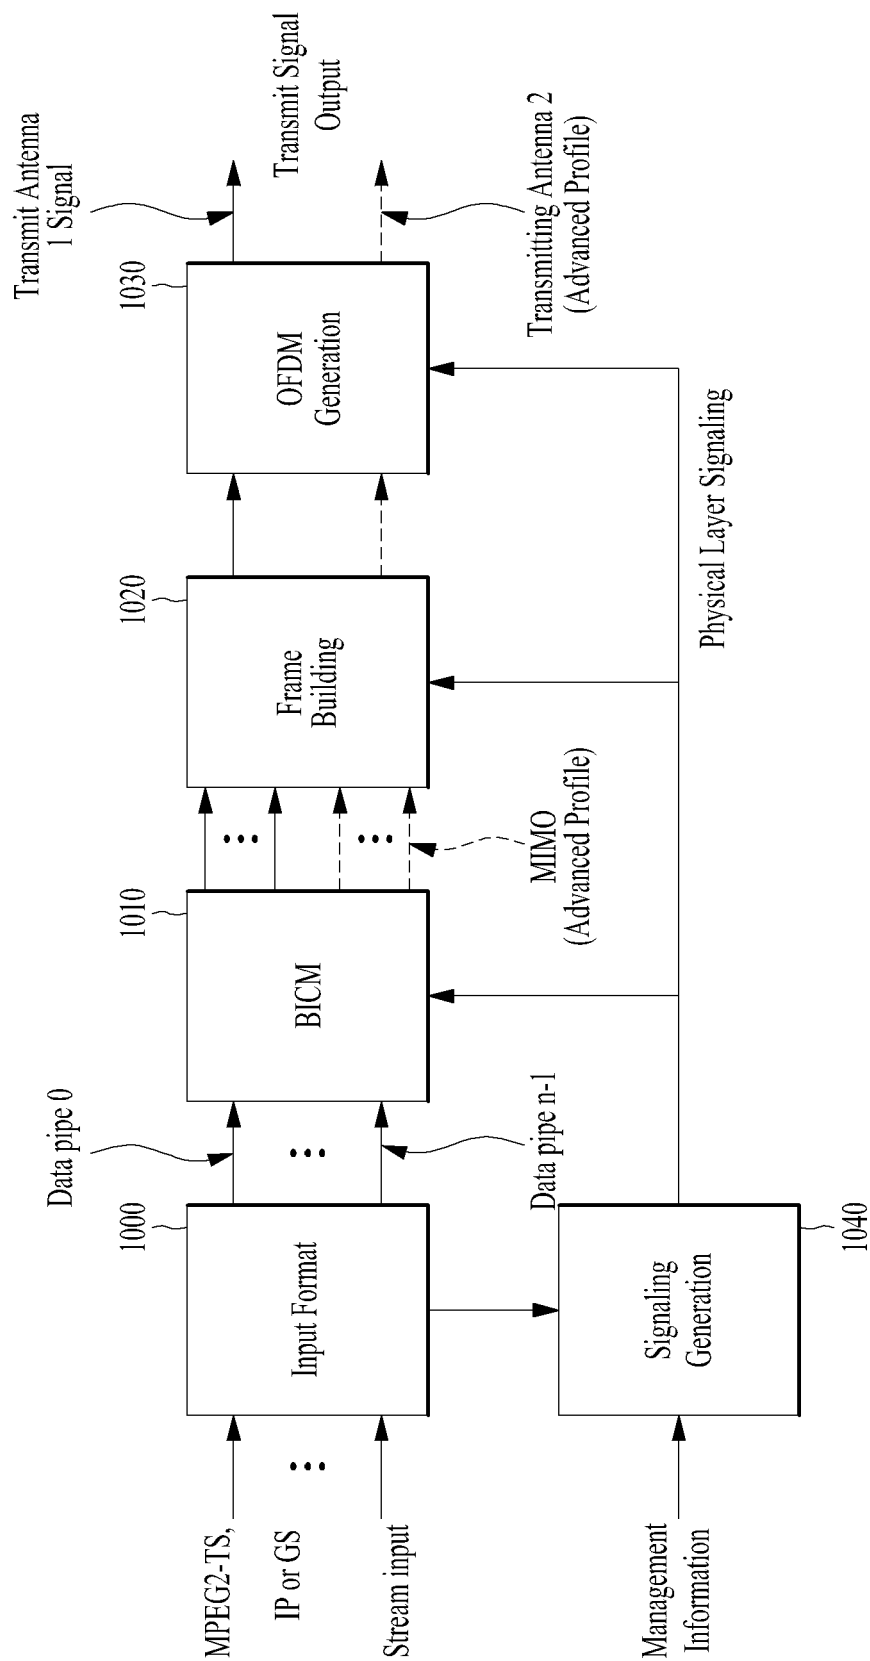 MPEG2-TS,
IP or GS
Stream input
Input Format
1000
Data pipe 0
Data pipe n-1
BICM
1010
MIMO
(Advanced Profile)
Frame
Building
1020
OFDM
Generation
1030
Transmit Antenna
1 Signal
Transmit Signal
Output
Transmitting Antenna 2
(Advanced Profile)
Management
Information
Signaling
Generation
1040
Physical Layer Signaling